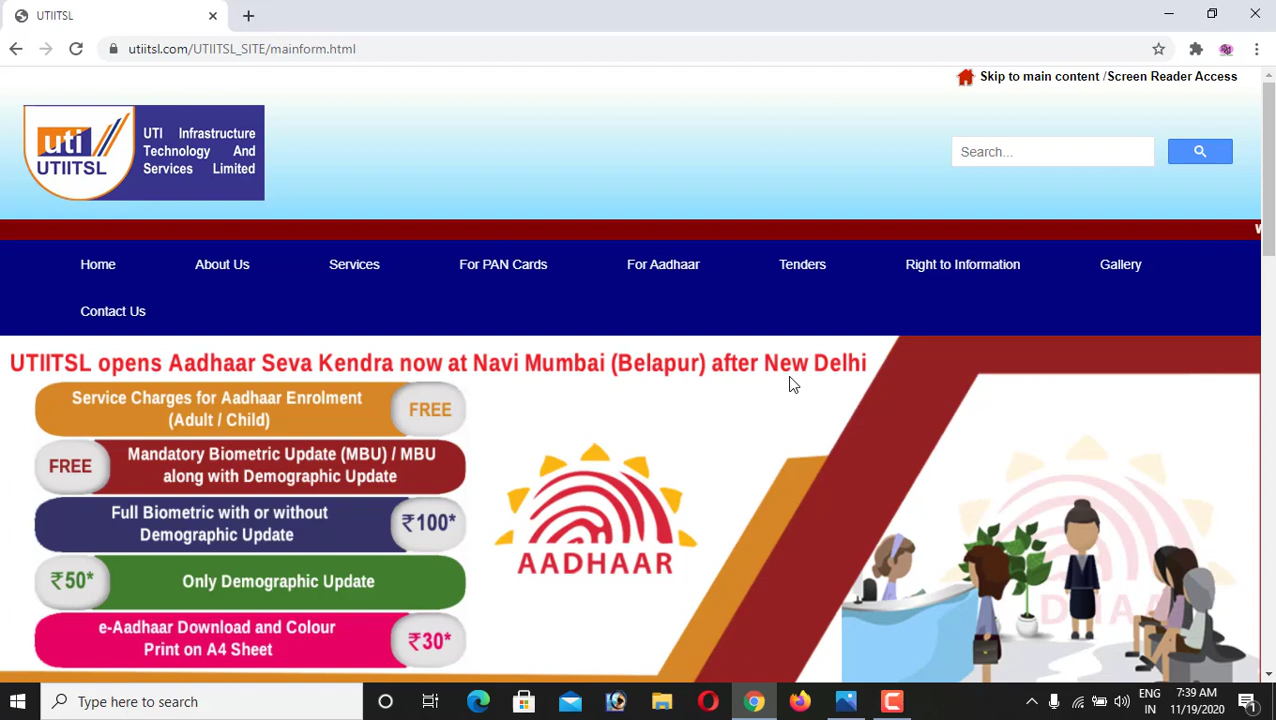 UTIITSL
utiitsl.com/UTIITSL_SITE/mainform.html
Skip to main content /Screen Reader Access
uti
UTIITSL
UTI Infrastructure
Technology And
Services Limited
Search...
Home
About Us
Services
For PAN Cards
For Aadhaar
Tenders
Right to Information
Gallery
Contact Us
UTIITSL opens Aadhaar Seva Kendra now at Navi Mumbai (Belapur) after New Delhi
Service Charges for Aadhaar Enrolment
(Adult / Child)
FREE
FREE
Mandatory Biometric Update (MBU) / MBU
along with Demographic Update
Full Biometric with or without
Demographic Update
₹100*
₹50*
Only Demographic Update
e-Aadhaar Download and Colour
Print on A4 Sheet
₹30*
AADHAAR
Type here to search
ENG
IN
7:39 AM
11/19/2020